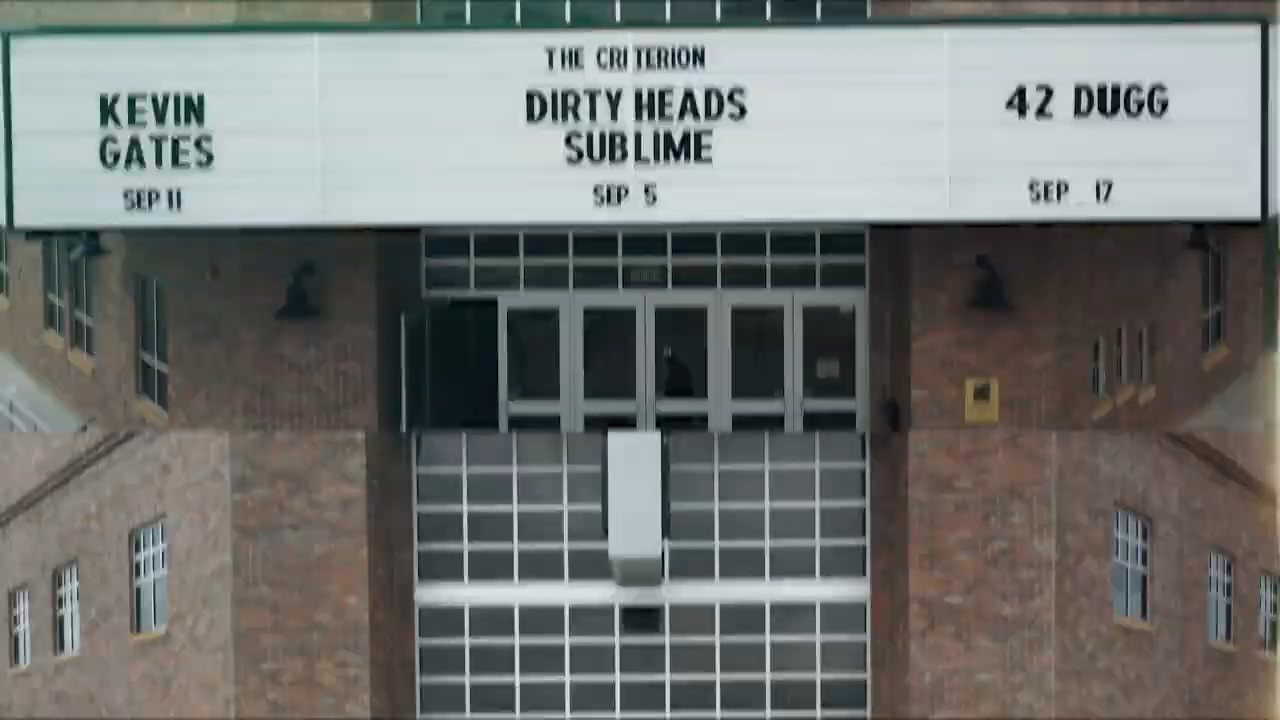 THE CRITERION
KEVIN
GATES
SEP 11
DIRTY HEADS
SUBLIME
SEP 5
42 DUGG
SEP 17